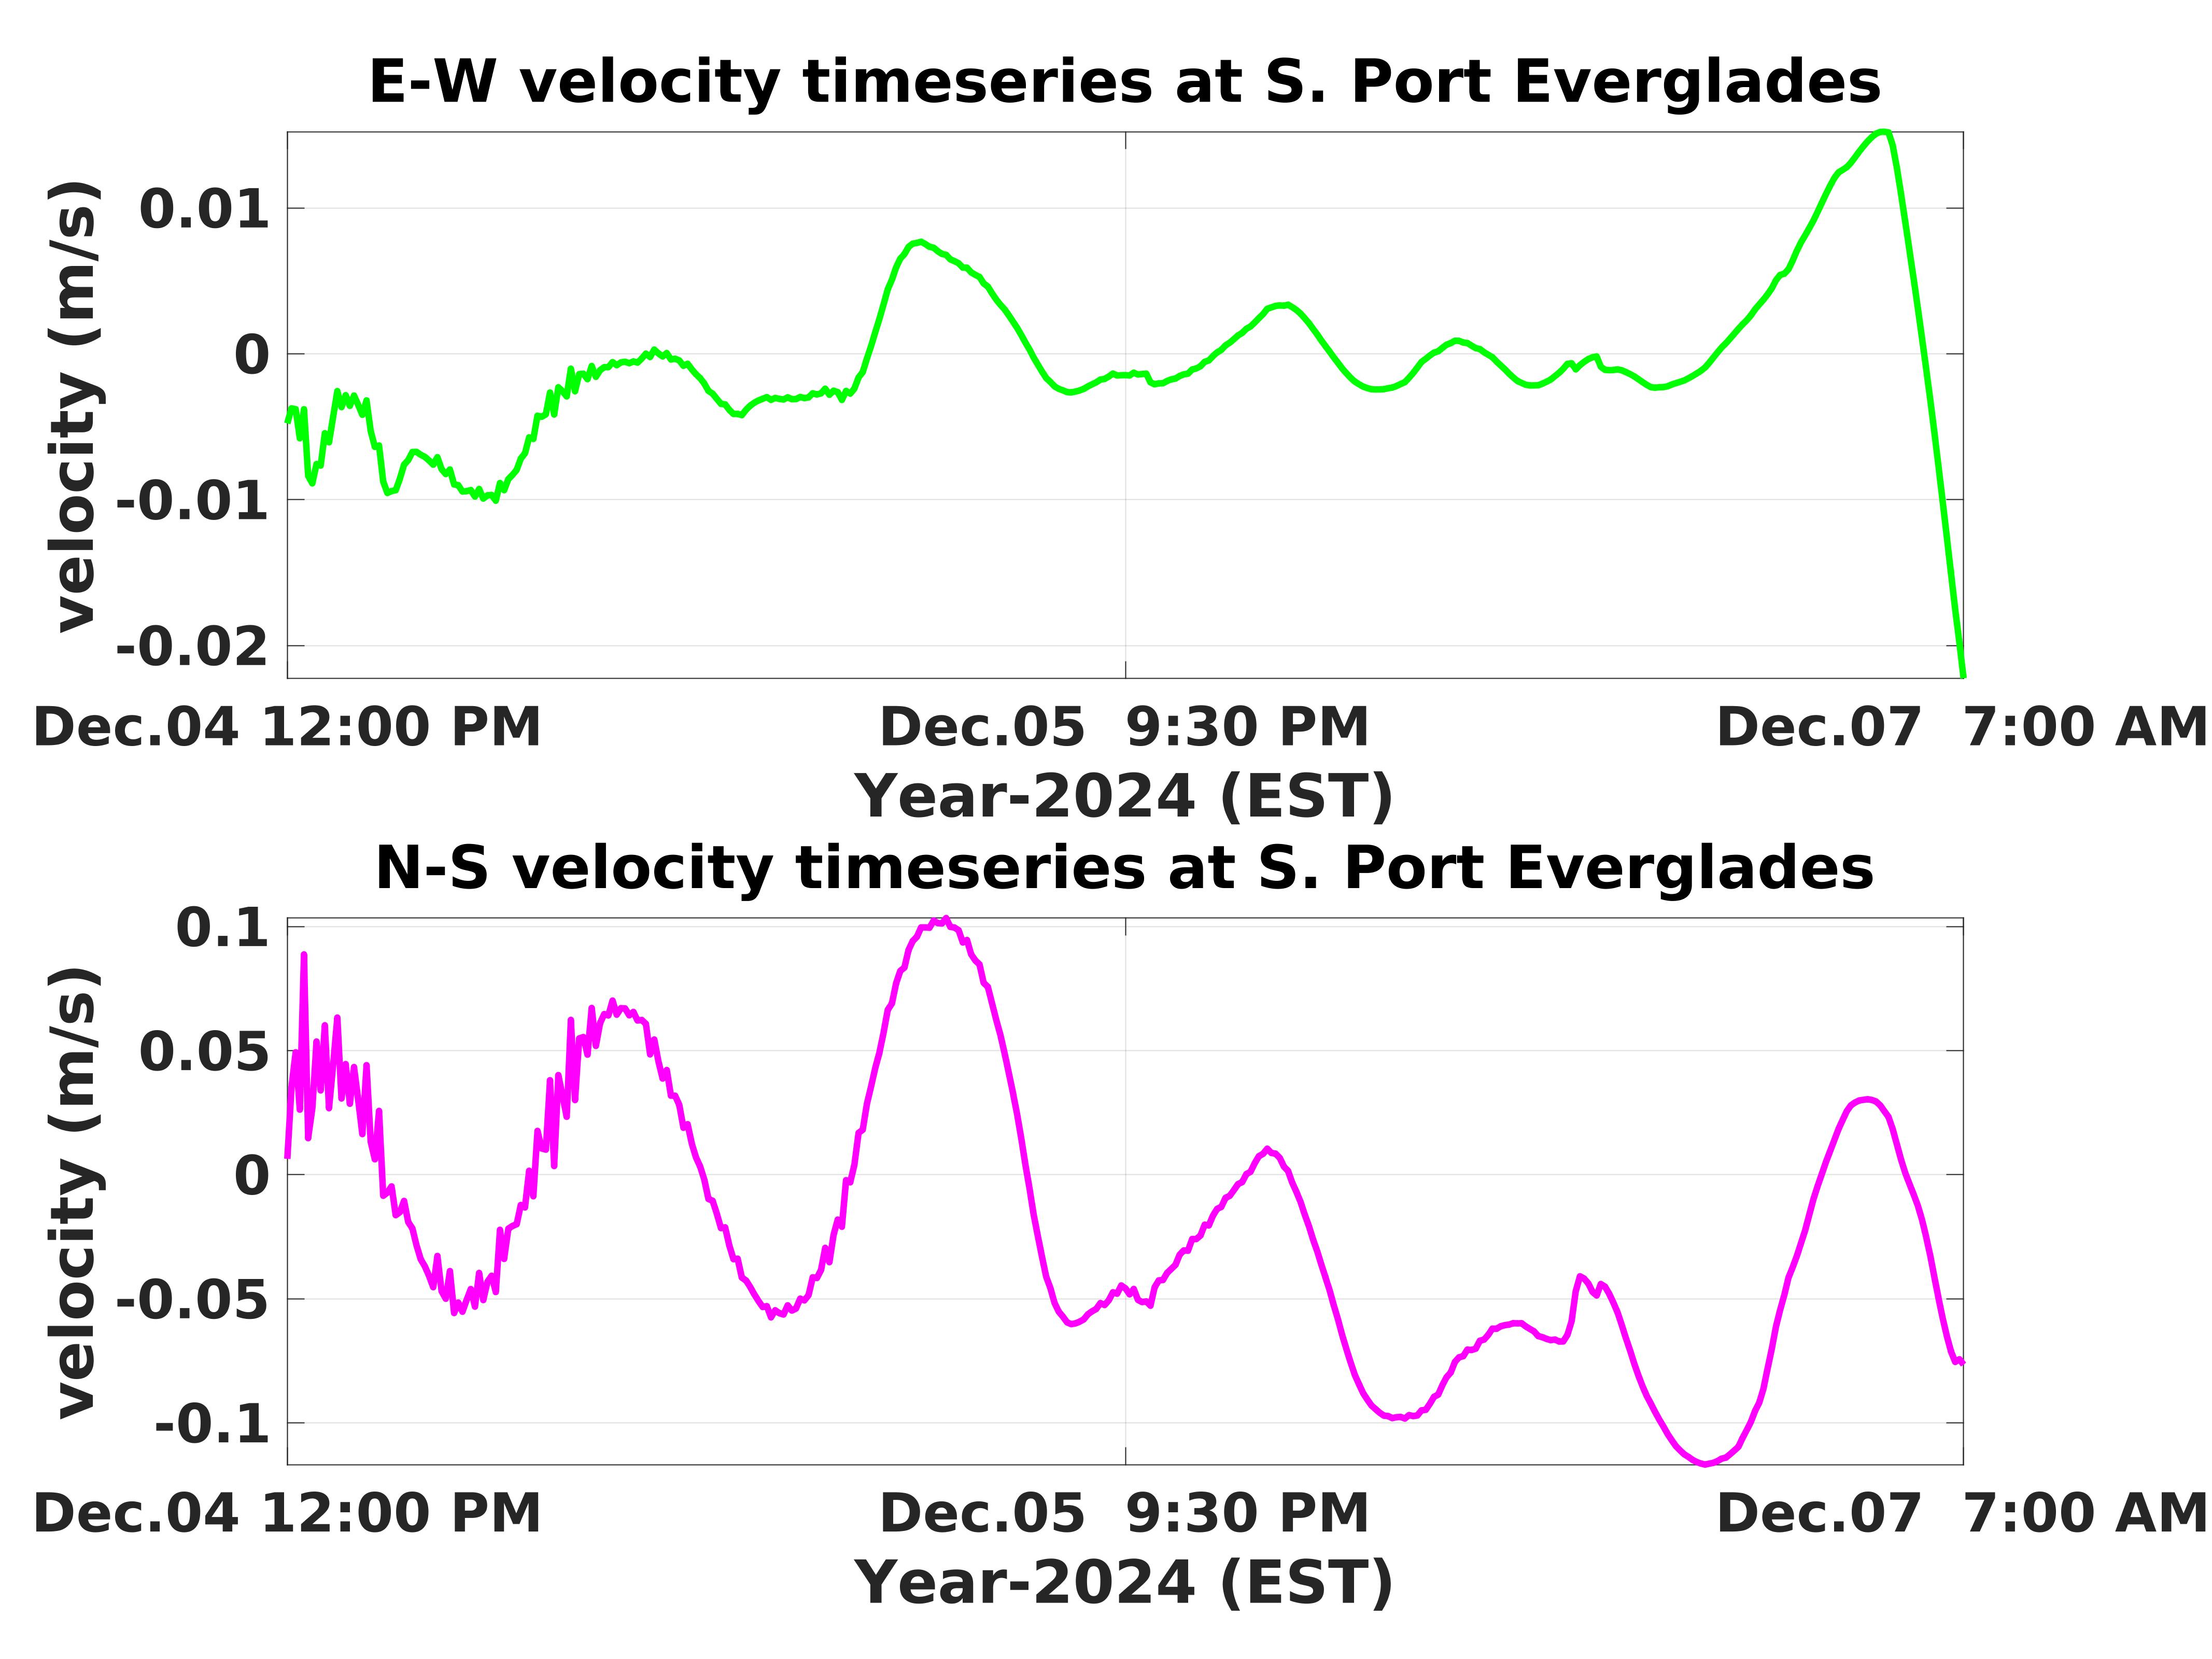 E-W velocity timeseries at S. Port Everglades
velocity (m/s)
0.01
0
-0.01
-0.02
Dec.04 12:00 PM
Dec.05 9:30 PM
Dec.07 7:00 AM
Year-2024 (EST)
N-S velocity timeseries at S. Port Everglades
velocity (m/s)
0.1
0.05
0
-0.05
-0.1
Dec.04 12:00 PM
Dec.05 9:30 PM
Dec.07 7:00 AM
Year-2024 (EST)